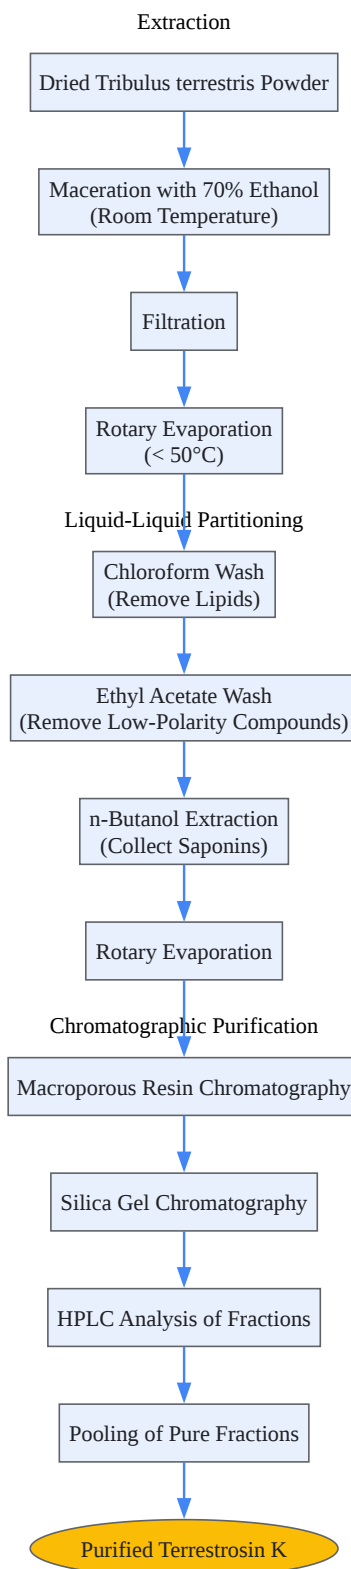 Extraction
Dried Tribulus terrestris Powder
Maceration with 70% Ethanol
(Room Temperature)
Filtration
Rotary Evaporation
(< 50°C)
Liquid-Liquid Partitioning
Chloroform Wash
(Remove Lipids)
Ethyl Acetate Wash
(Remove Low-Polarity Compounds)
n-Butanol Extraction
(Collect Saponins)
Rotary Evaporation
Chromatographic Purification
Macroporous Resin Chromatography
Silica Gel Chromatography
HPLC Analysis of Fractions
Pooling of Pure Fractions
Purified Terrestrosin K